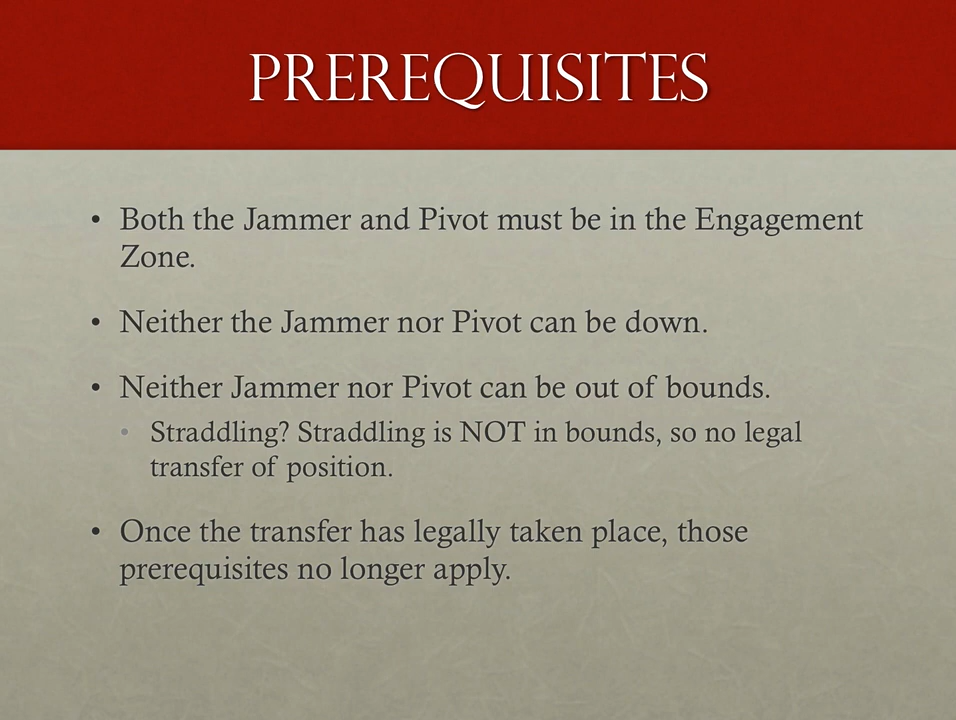 PREREQUISITES
• Both the Jammer and Pivot must be in the Engagement
Zone.
• Neither the Jammer nor Pivot can be down.
• Neither Jammer nor Pivot can be out of bounds.
• Straddling? Straddling is NOT in bounds, so no legal
transfer of position.
• Once the transfer has legally taken place, those
prerequisites no longer apply.